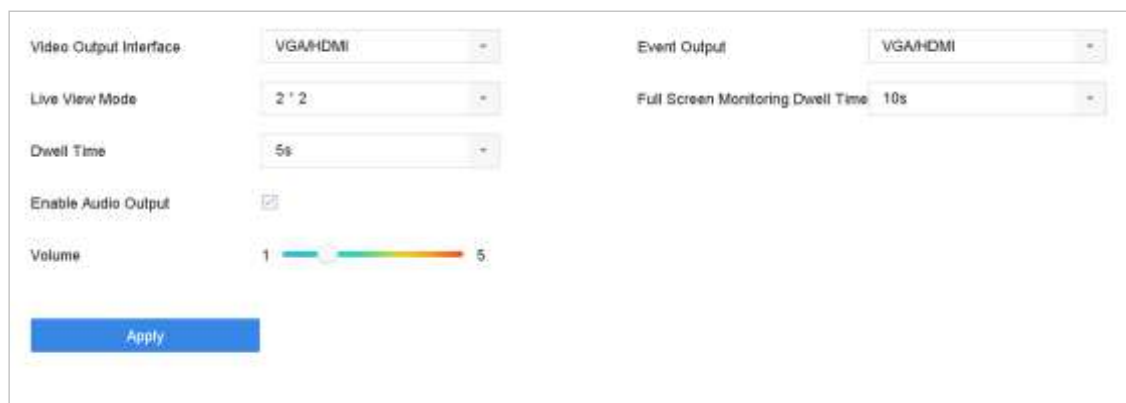 Video Output Interface VGA/HDMI Event Output VGA/HDMI
Live View Mode 2 * 2 Full Screen Monitoring Dwell Time 10s
Dwell Time 5s
Enable Audio Output
Volume 1 5
Apply